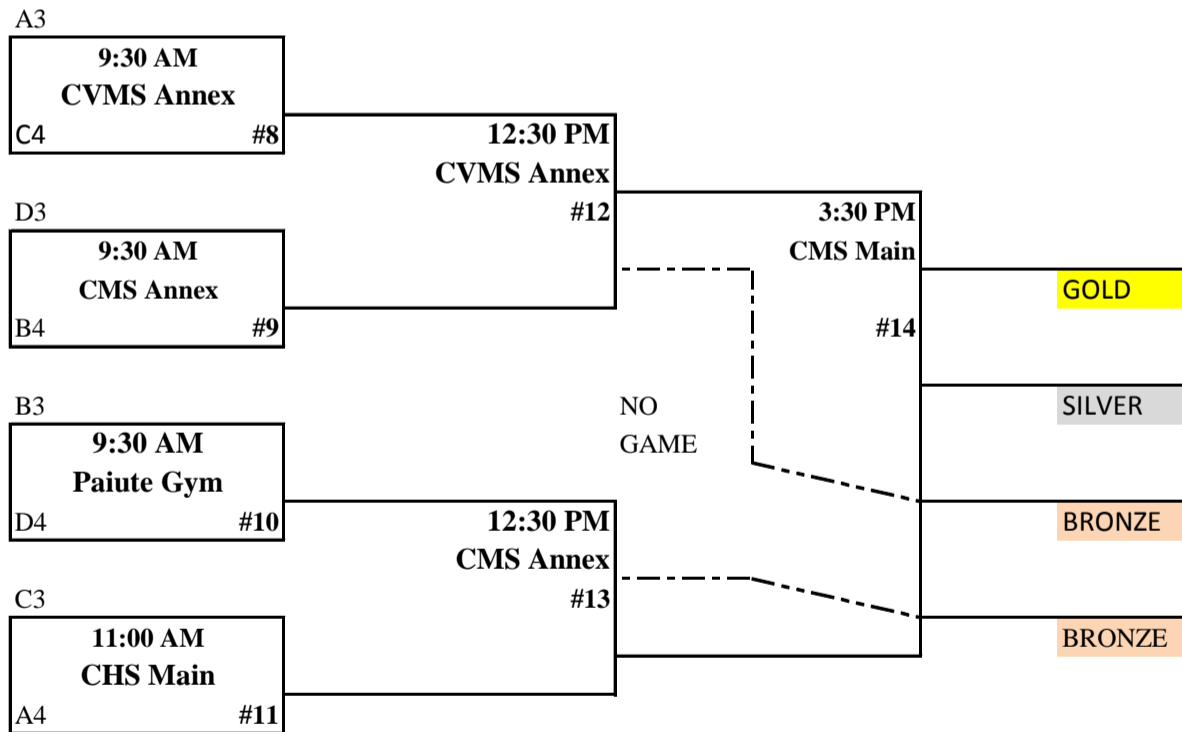 A3
9:30 AM
CVMS Annex
C4 #8
12:30 PM
CVMS Annex
#12
D3
9:30 AM
CMS Annex
B4 #9
3:30 PM
CMS Main
#14
GOLD
SILVER
B3
9:30 AM
Paiute Gym
D4 #10
NO
GAME
12:30 PM
CMS Annex
#13
BRONZE
C3
11:00 AM
CHS Main
A4 #11
BRONZE